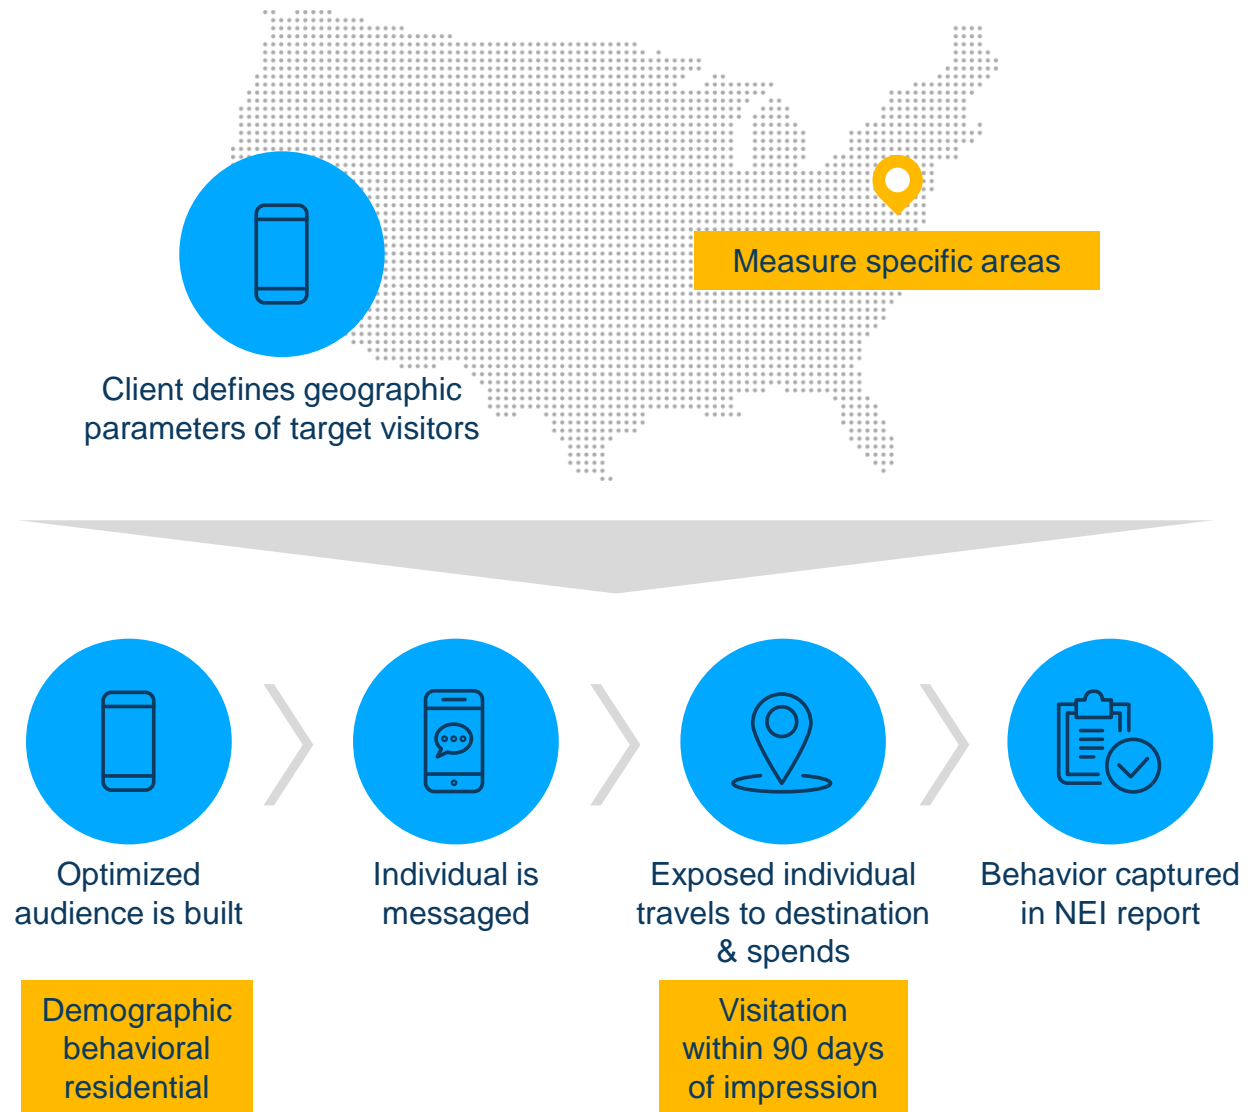 Measure specific areas
Client defines geographic
parameters of target visitors
Optimized
audience is built
Individual is
messaged
Exposed individual
travels to destination
& spends
Behavior captured
in NEI report
Demographic
behavioral
residential
Visitation
within 90 days
of impression